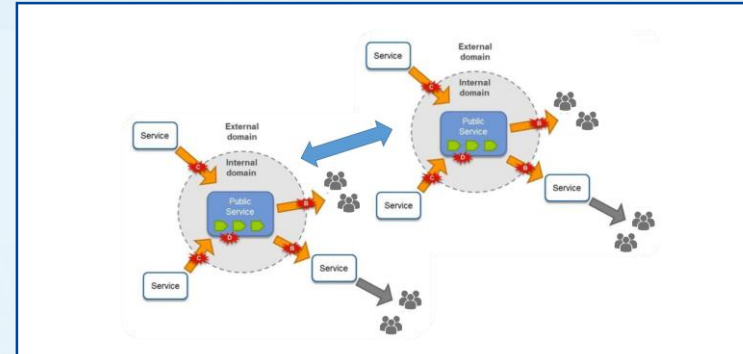 External
domain
Service
Internal
domain
C
Public
Service
B
D
C
B
Service
Service
External
domain
Service
Internal
domain
C
Public
Service
B
D
C
B
Service
Service